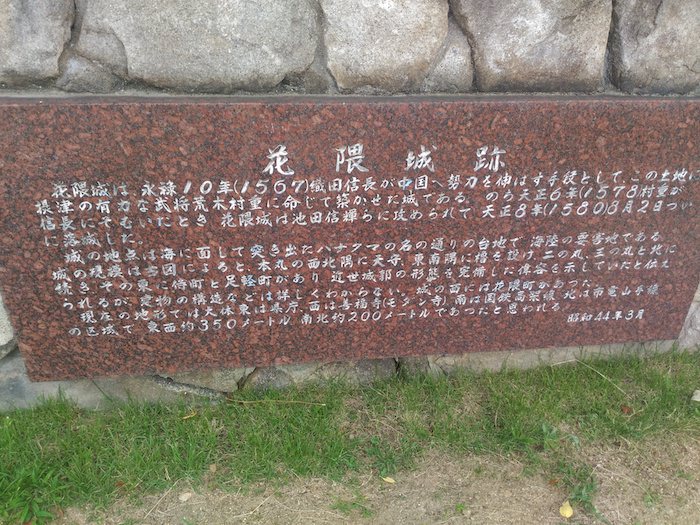 花隈城跡
花隈城は、永禄10年(1567)織田信長が中国へ勢力を伸ばす手段として、この土地に
摂津の有力な武将荒木村重に命じて築かせた城である。のち天正6年(1578)村重が
信長にそむいたとき 花隈城は池田信輝らに攻められて 天正8年(1580)8月2日つい
に落城した。
城の地点は海に面して突き出たハナクマの名の通りの台地で 海陸の要害地である。
城の規模は古図によると、本丸の西北隅に天守、東南隅に櫓を設け、二の丸、三の丸と北に
続き、その東に侍町と足軽町があり 近世城郭の形態を完備した偉容を示していたと伝え
られるが、建物の構造などは詳しくわからない。城の西には花隈町があった。
現在の地形では大体東は県庁、西は善福寺(モダン寺)、南は国鉄高架線、北は市電山手線
の区域で 東西約350メートル、南北約200メートルであつたと思われる。
昭和44年3月